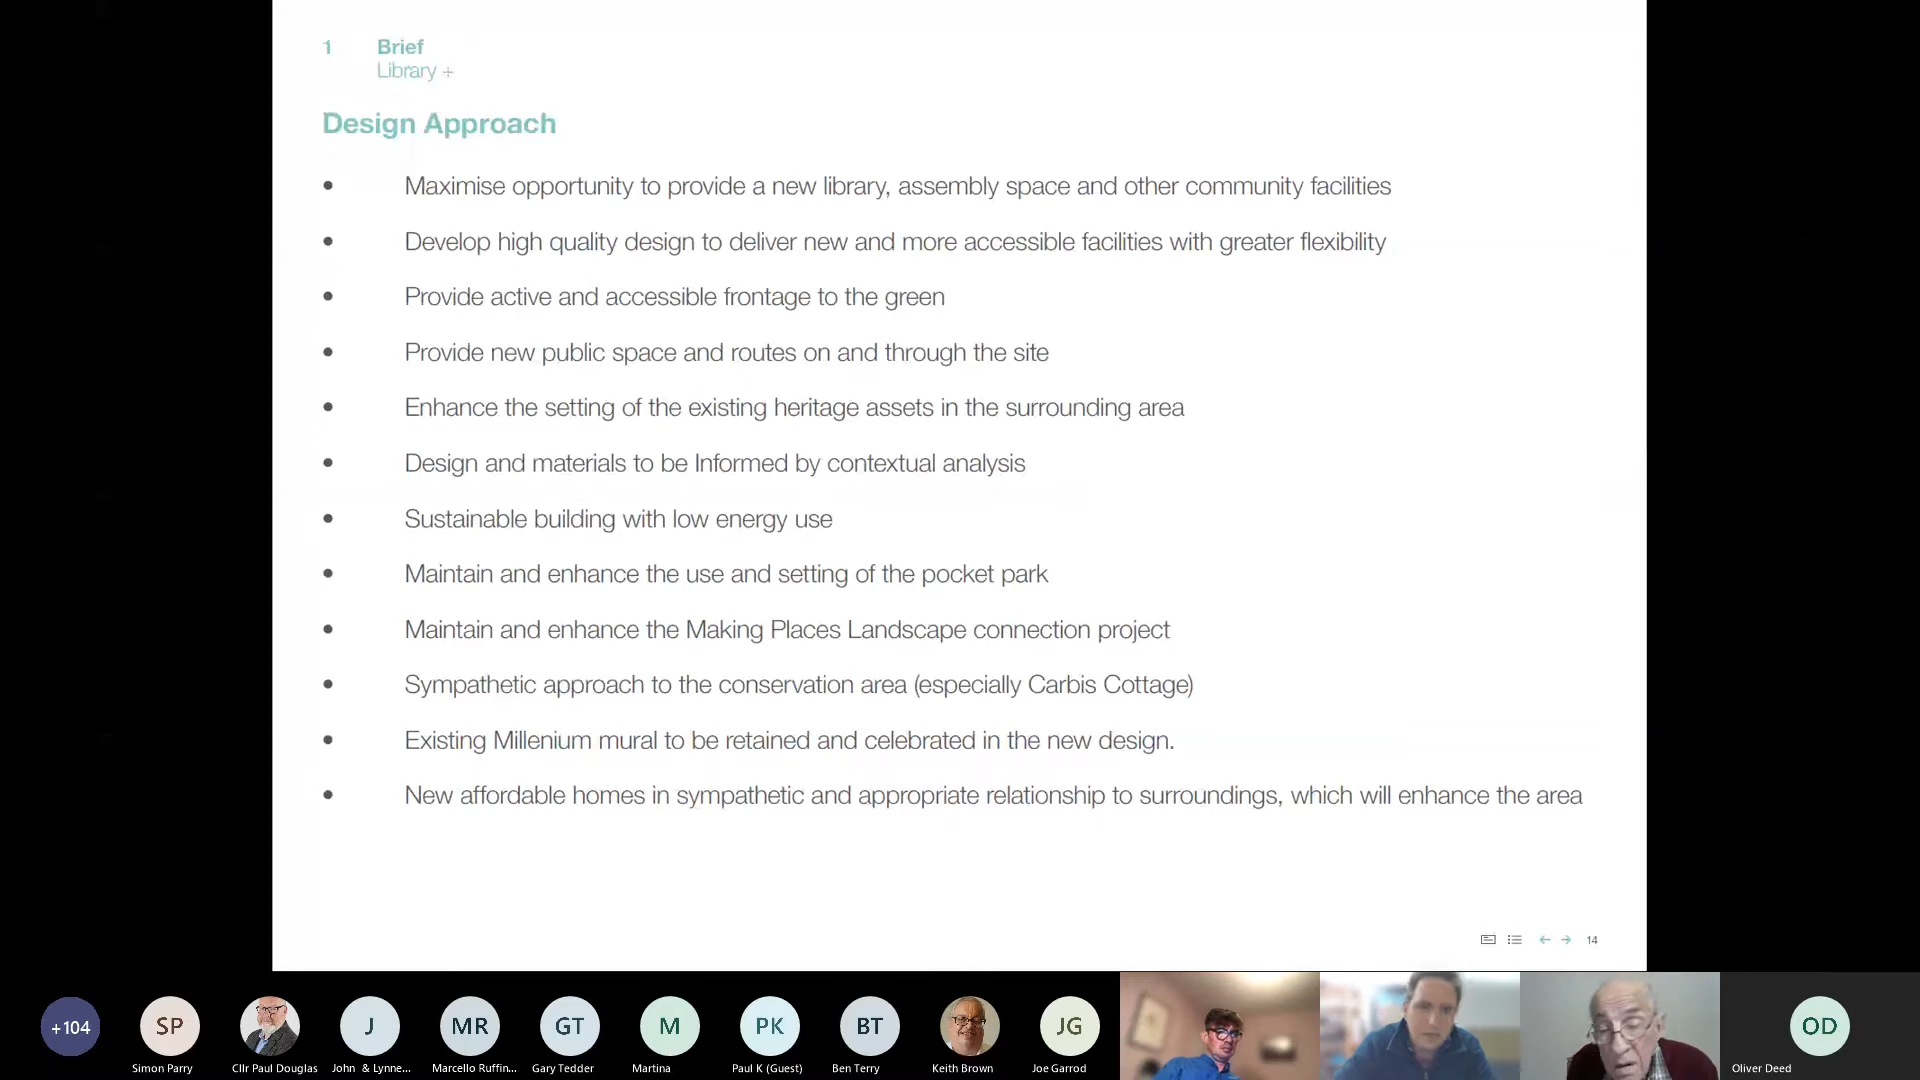 1 Brief
Library +
Design Approach
• Maximise opportunity to provide a new library, assembly space and other community facilities
• Develop high quality design to deliver new and more accessible facilities with greater flexibility
• Provide active and accessible frontage to the green
• Provide new public space and routes on and through the site
• Enhance the setting of the existing heritage assets in the surrounding area
• Design and materials to be Informed by contextual analysis
• Sustainable building with low energy use
• Maintain and enhance the use and setting of the pocket park
• Maintain and enhance the Making Places Landscape connection project
• Sympathetic approach to the conservation area (especially Carbis Cottage)
• Existing Millenium mural to be retained and celebrated in the new design.
• New affordable homes in sympathetic and appropriate relationship to surroundings, which will enhance the area
14
+104 SP J MR GT M PK BT JG OD
Simon Parry Cllr Paul Douglas John & Lynne... Marcello Ruffin... Gary Tedder Martina Paul K (Guest) Ben Terry Keith Brown Joe Garrod Oliver Deed